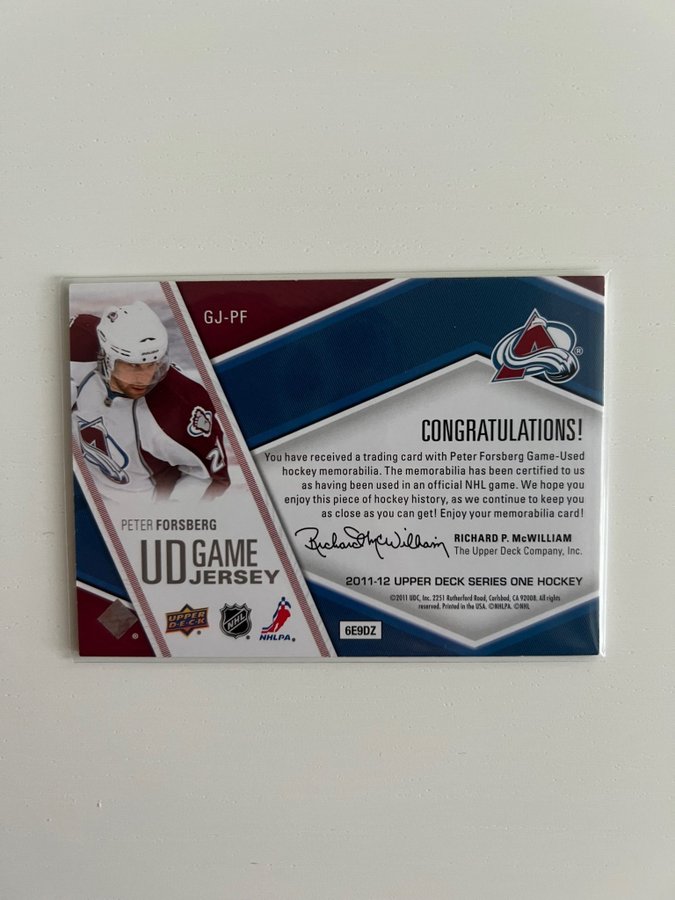 GJ-PF
PETER FORSBERG
UD GAME
JERSEY
UPPER
D·E·C·K
NHL
NHLPA®
®
A
®
CONGRATULATIONS!
You have received a trading card with Peter Forsberg Game-Used
hockey memorabilia. The memorabilia has been certified to us
as having been used in an official NHL game. We hope you
enjoy this piece of hockey history, as we continue to keep you
as close as you can get! Enjoy your memorabilia card!
Richard McWilliam
RICHARD P. McWILLIAM
The Upper Deck Company, Inc.
2011-12 UPPER DECK SERIES ONE HOCKEY
©2011 UDC, Inc. 2251 Rutherford Road, Carlsbad, CA 92008. All rights
reserved. Printed in the USA. ©NHLPA. ©NHL
6E9DZ